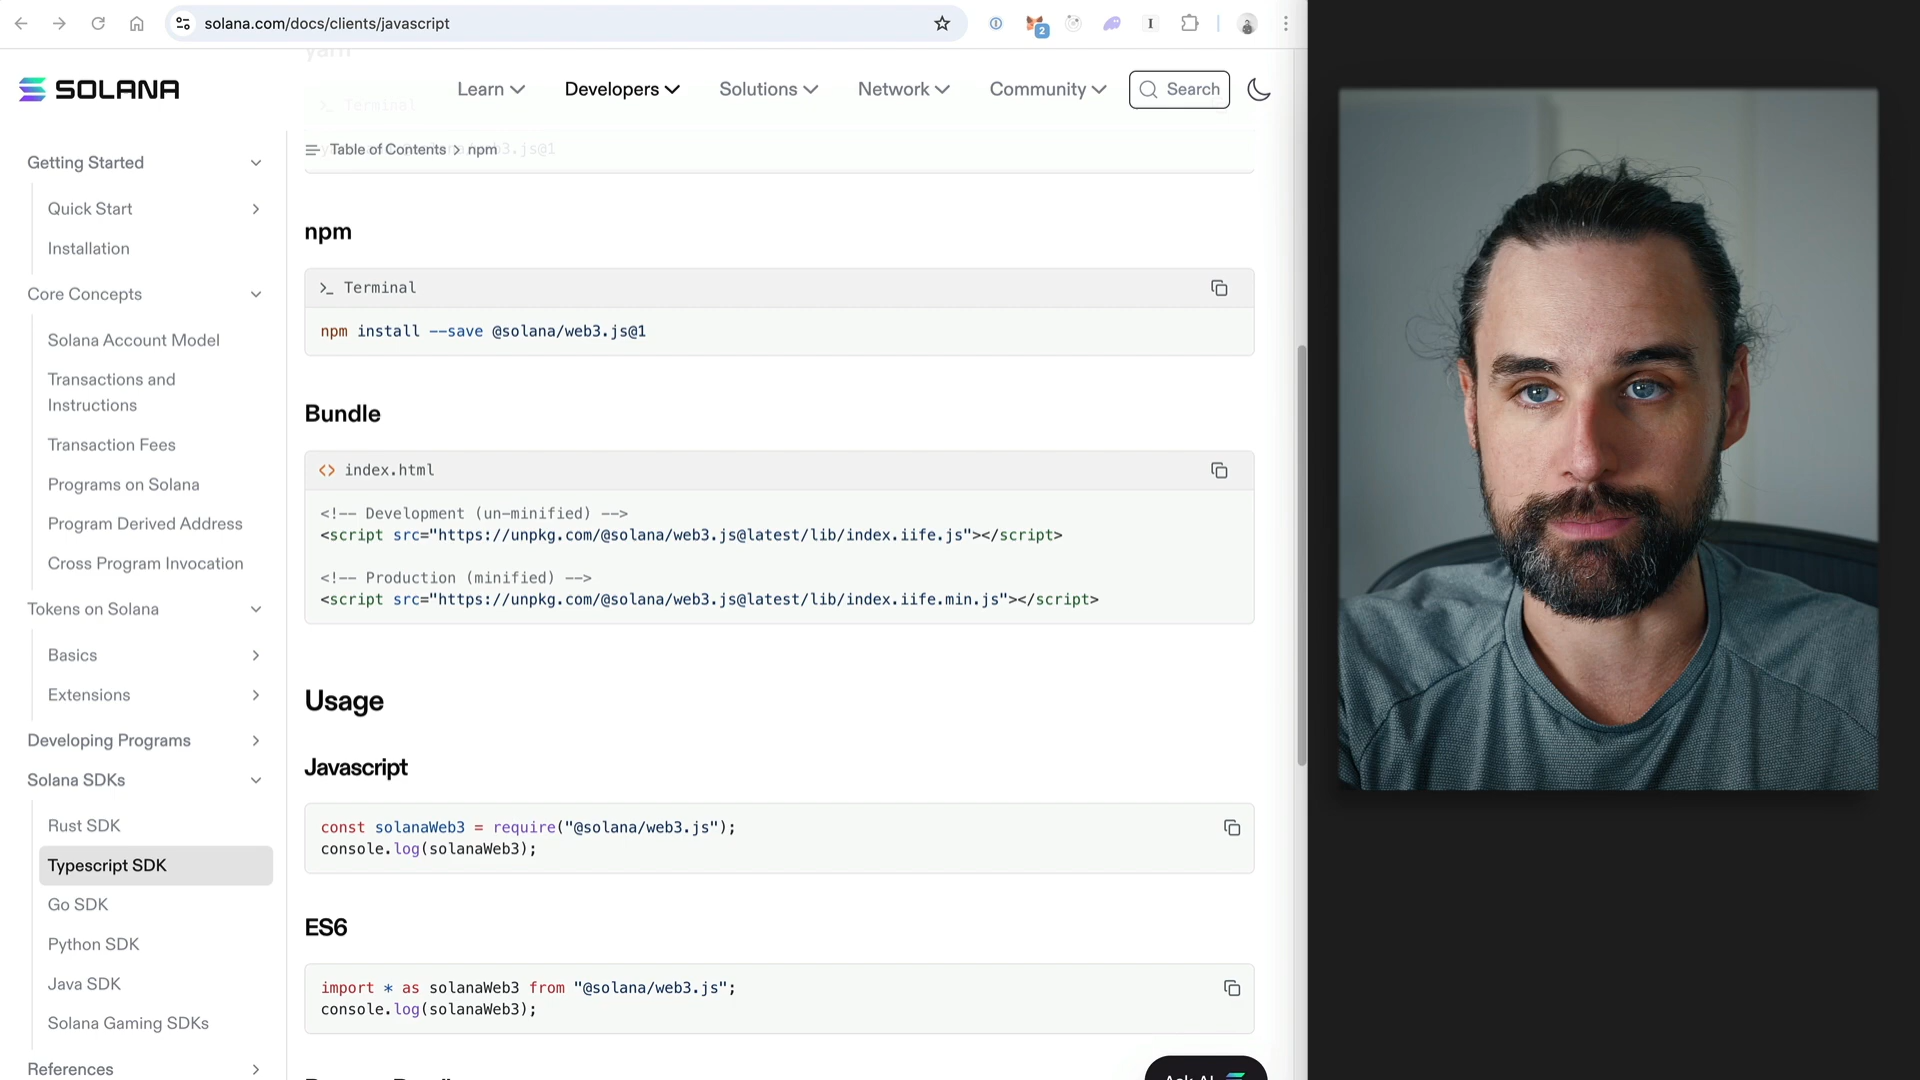 solana.com/docs/clients/javascript
2
yarn
SOLANA
Learn
Developers
Solutions
Network
Community
Search
Terminal
Table of Contents > npm
Getting Started
Quick Start
Installation
Core Concepts
Solana Account Model
Transactions and
Instructions
Transaction Fees
Programs on Solana
Program Derived Address
Cross Program Invocation
Tokens on Solana
Basics
Extensions
Developing Programs
Solana SDKs
Rust SDK
Typescript SDK
Go SDK
Python SDK
Java SDK
Solana Gaming SDKs
References
npm
>_ Terminal
npm install --save @solana/web3.js@1
Bundle
<> index.html
<!-- Development (un-minified) -->
<script src="https://unpkg.com/@solana/web3.js@latest/lib/index.iife.js"></script>
<!-- Production (minified) -->
<script src="https://unpkg.com/@solana/web3.js@latest/lib/index.iife.min.js"></script>
Usage
Javascript
const solanaWeb3 = require("@solana/web3.js");
console.log(solanaWeb3);
ES6
import * as solanaWeb3 from "@solana/web3.js";
console.log(solanaWeb3);
Ask AI